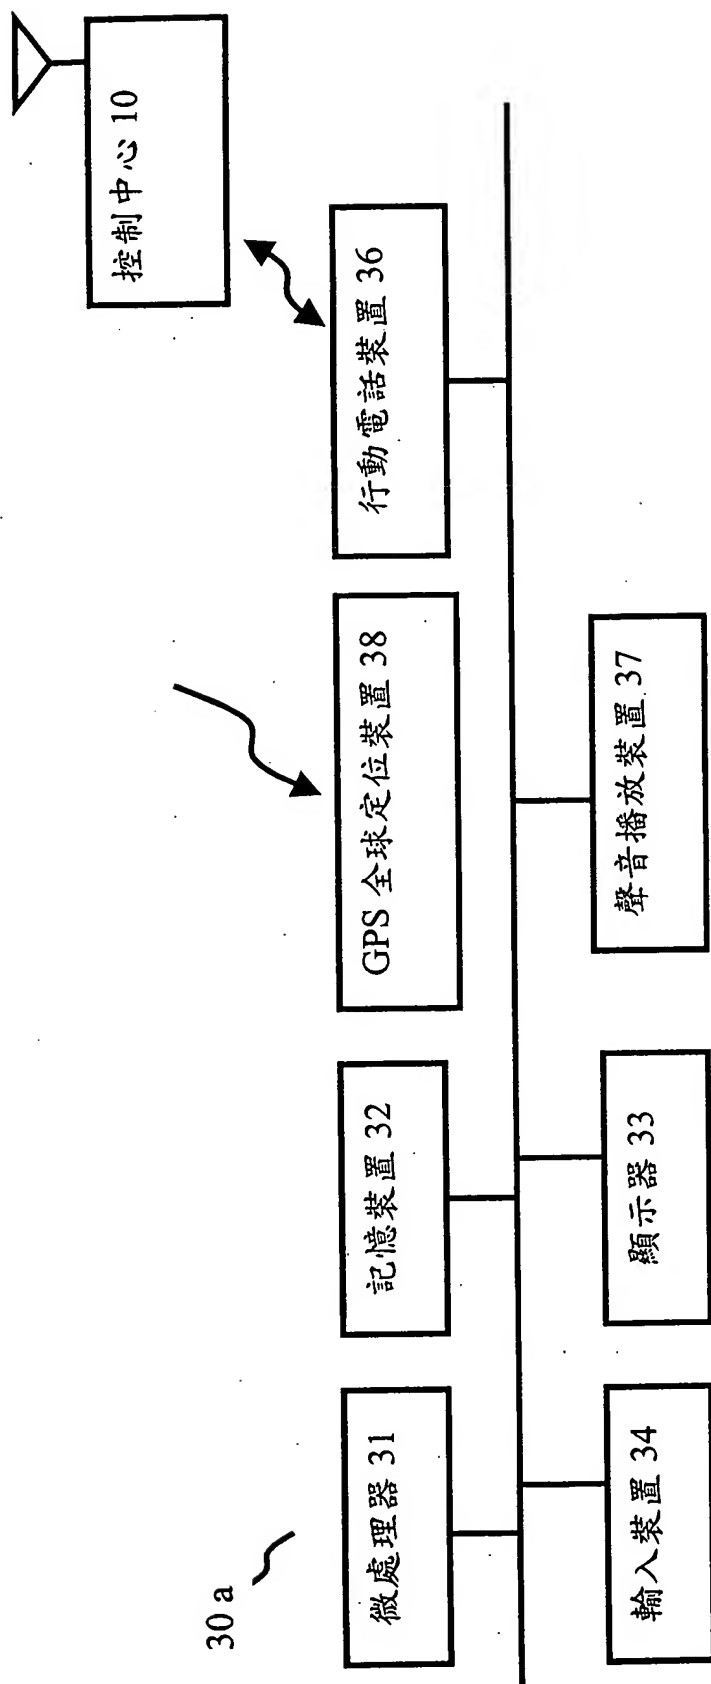 控制中心 10
30 a
微處理器 31
記憶裝置 32
GPS 全球定位裝置 38
行動電話裝置 36
輸入裝置 34
顯示器 33
聲音播放裝置 37